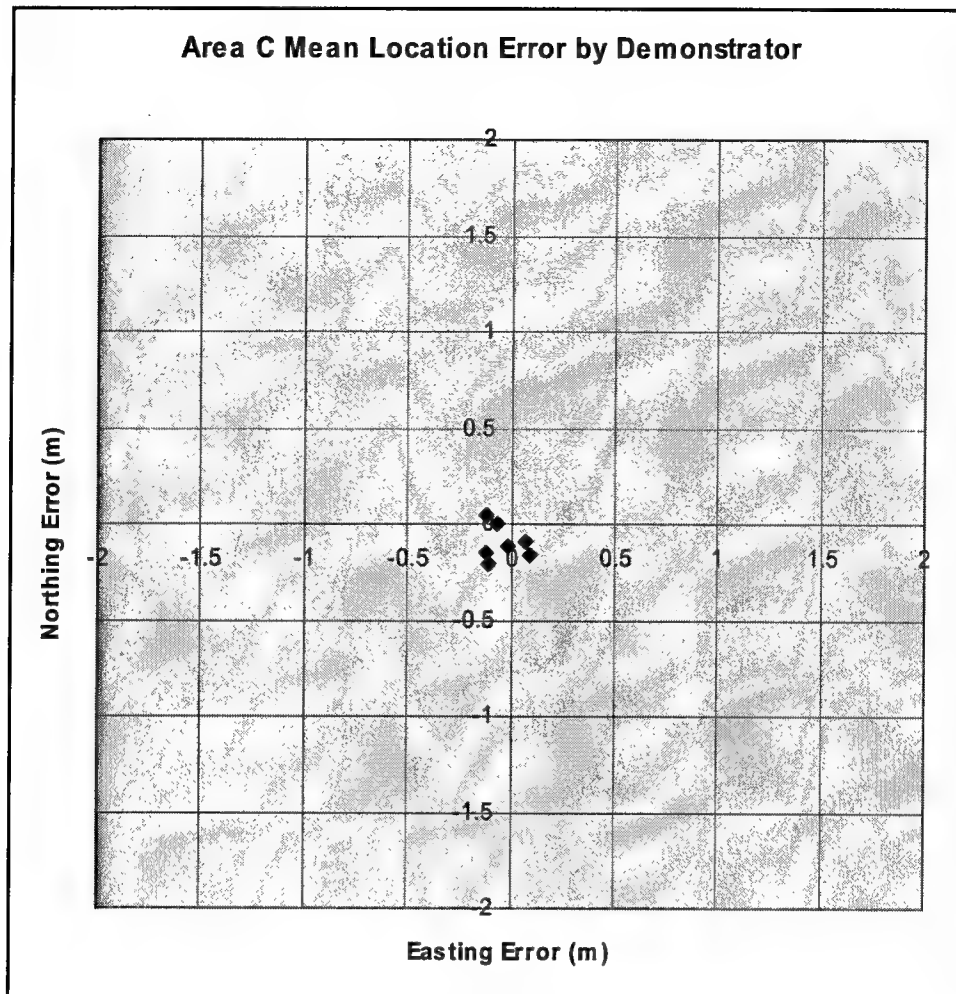 Area C Mean Location Error by Demonstrator
2
1.5
1
0.5
0
-2 -1.5 -1 -0.5 0 0.5 1 1.5 2
-0.5
-1
-1.5
-2
Northing Error (m)
Easting Error (m)